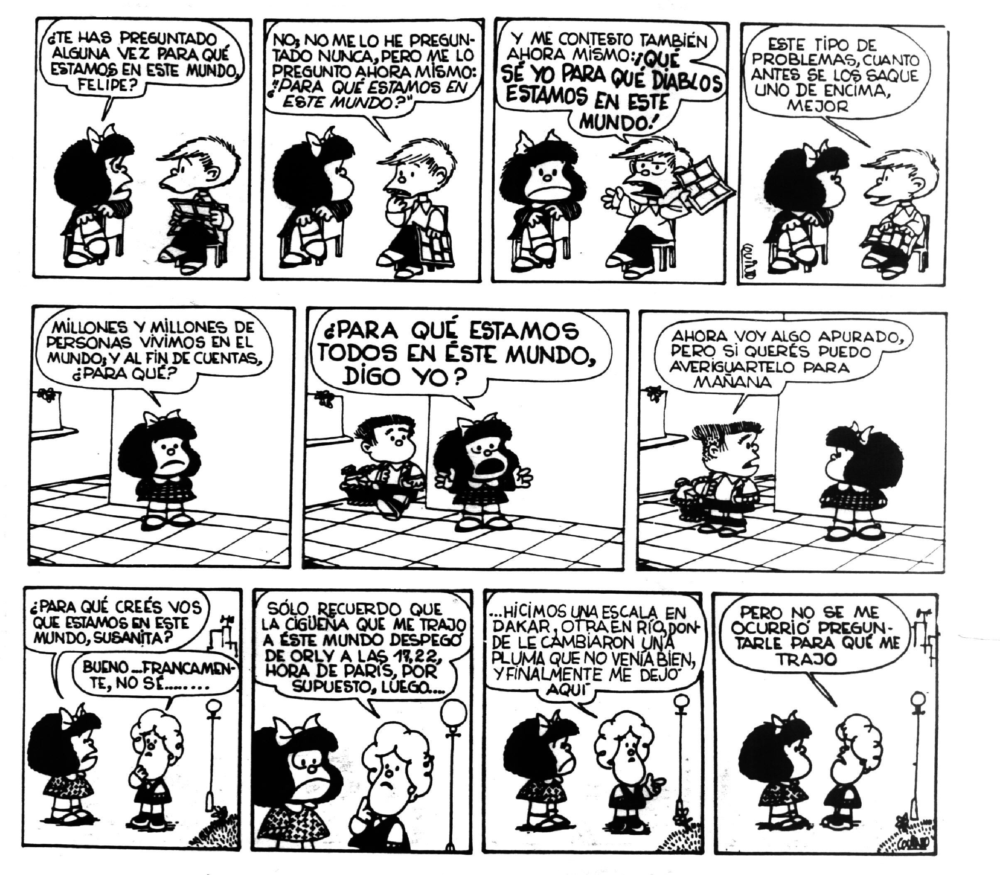 ¿TE HAS PREGUNTADO
ALGUNA VEZ PARA QUÉ
ESTAMOS EN ESTE MUNDO,
FELIPE?
NO; NO ME LO HE PREGUN-
TADO NUNCA, PERO ME LO
PREGUNTO AHORA MISMO:
¿"PARA QUÉ ESTAMOS EN
ESTE MUNDO?"
Y ME CONTESTO TAMBIÉN
AHORA MISMO: ¡QUÉ
SÉ YO PARA QUÉ DIABLOS
ESTAMOS EN ESTE
MUNDO!
ESTE TIPO DE
PROBLEMAS, CUANTO
ANTES SE LOS SAQUE
UNO DE ENCIMA,
MEJOR
QUINO
MILLONES Y MILLONES DE
PERSONAS VIVIMOS EN EL
MUNDO; Y AL FIN DE CUENTAS,
¿PARA QUÉ?
¿PARA QUÉ ESTAMOS
TODOS EN ÉSTE MUNDO,
DIGO YO?
AHORA VOY ALGO APURADO,
PERO SI QUERÉS PUEDO
AVERIGUARTELO PARA
MAÑANA
¿PARA QUÉ CREÉS VOS
QUE ESTAMOS EN ESTE
MUNDO, SUSANITA?
BUENO...FRANCAMEN-
TE, NO SÉ........
SÓLO RECUERDO QUE
LA CIGÜEÑA QUE ME TRAJO
A ÉSTE MUNDO DESPEGÓ
DE ORLY A LAS 17.22,
HORA DE PARÍS, POR
SUPUESTO, LUEGO....
...HICIMOS UNA ESCALA EN
DAKAR, OTRA EN RÍO, DON-
DE LE CAMBIARON UNA
PLUMA QUE NO VENÍA BIEN,
Y FINALMENTE ME DEJÓ
AQUÍ
PERO NO SE ME
OCURRIÓ PREGUN-
TARLE PARA QUÉ ME
TRAJO
QUINO